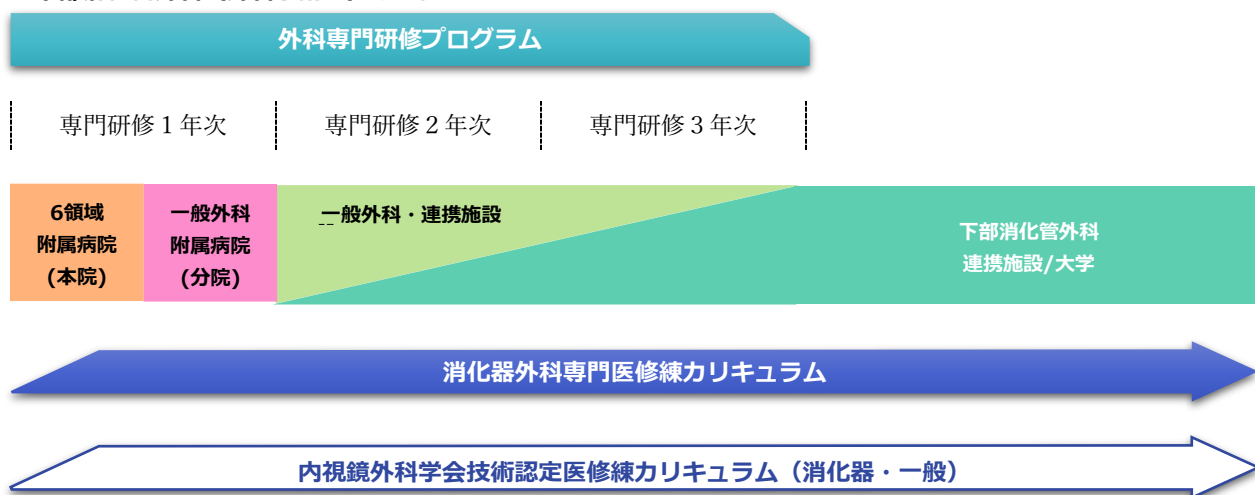 外科専門研修プログラム
専門研修１年次
専門研修２年次
専門研修３年次
6領域
附属病院
(本院)
一般外科
附属病院
(分院)
一般外科・連携施設
下部消化管外科
連携施設/大学
消化器外科専門医修練カリキュラム
内視鏡外科学会技術認定医修練カリキュラム（消化器・一般）